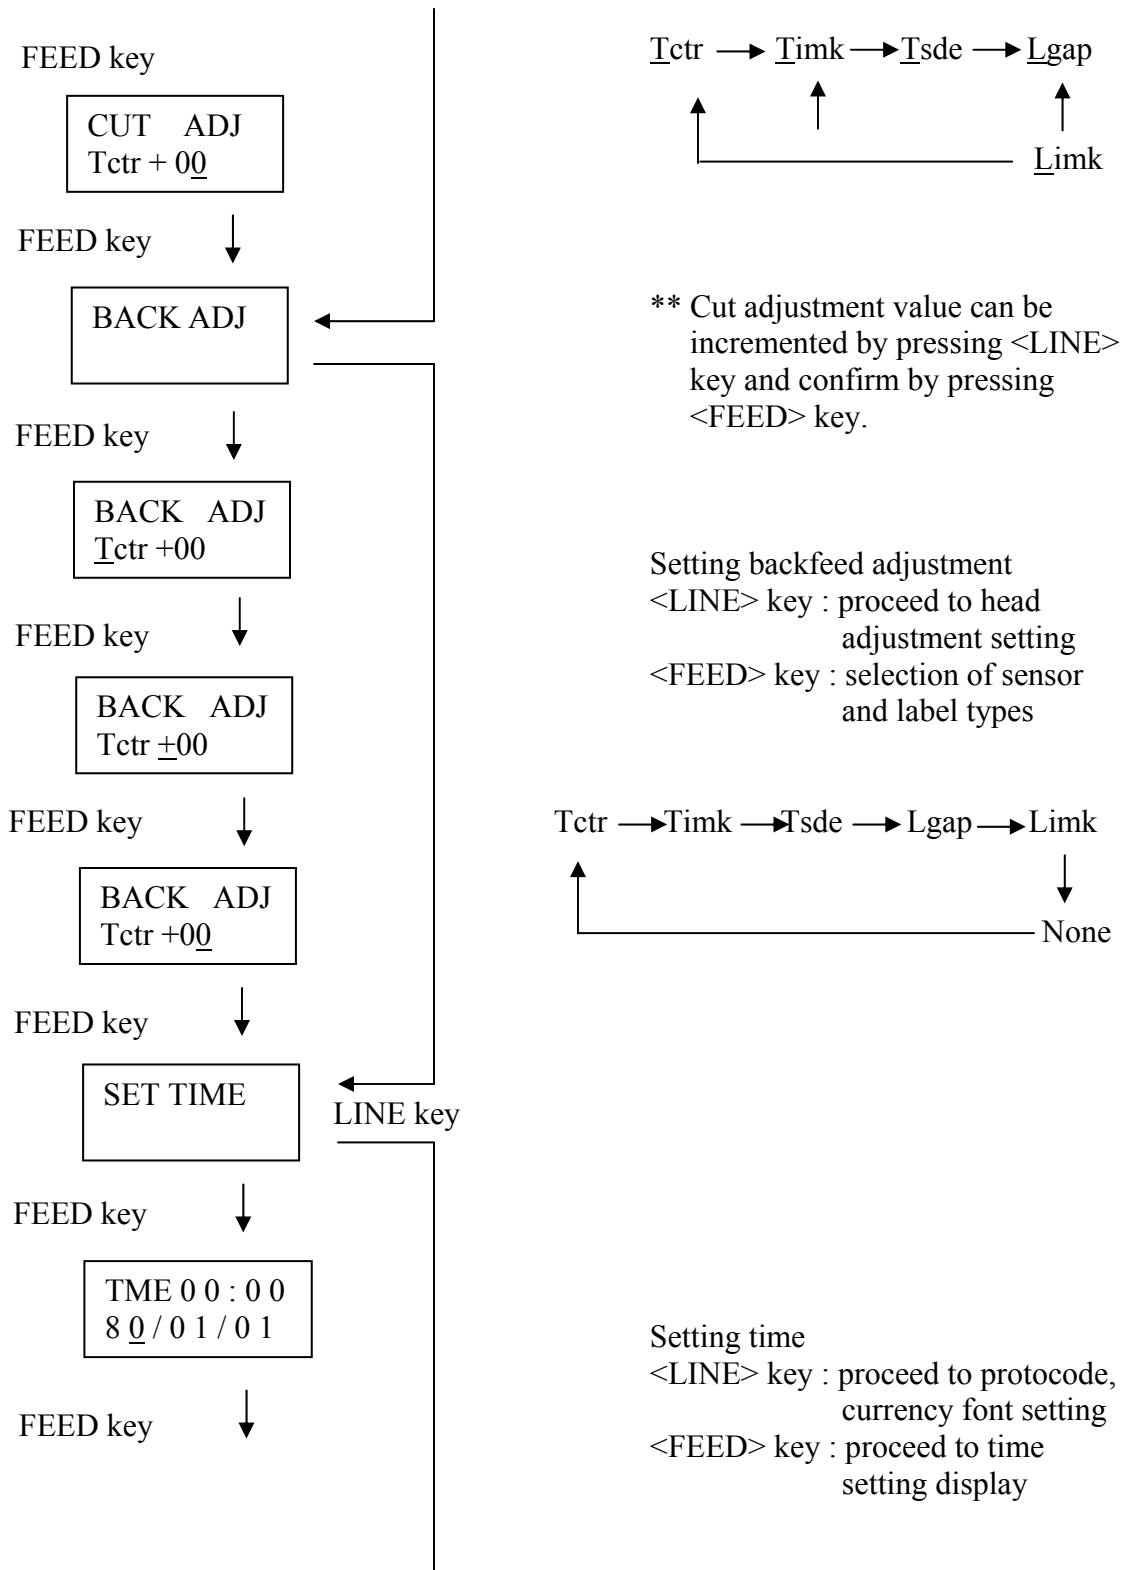 FEED key
CUT ADJ
Tctr + 00
FEED key
BACK ADJ
FEED key
BACK ADJ
Tctr +00
FEED key
BACK ADJ
Tctr +00
FEED key
BACK ADJ
Tctr +00
FEED key
SET TIME
LINE key
FEED key
TME 0 0 : 0 0
8 0 / 0 1 / 0 1
FEED key
Tctr Timk Tsde Lgap
Limk
** Cut adjustment value can be
incremented by pressing <LINE>
key and confirm by pressing
<FEED> key.
Setting backfeed adjustment
<LINE> key : proceed to head
adjustment setting
<FEED> key : selection of sensor
and label types
Tctr Timk Tsde Lgap Limk
None
Setting time
<LINE> key : proceed to protocode,
currency font setting
<FEED> key : proceed to time
setting display